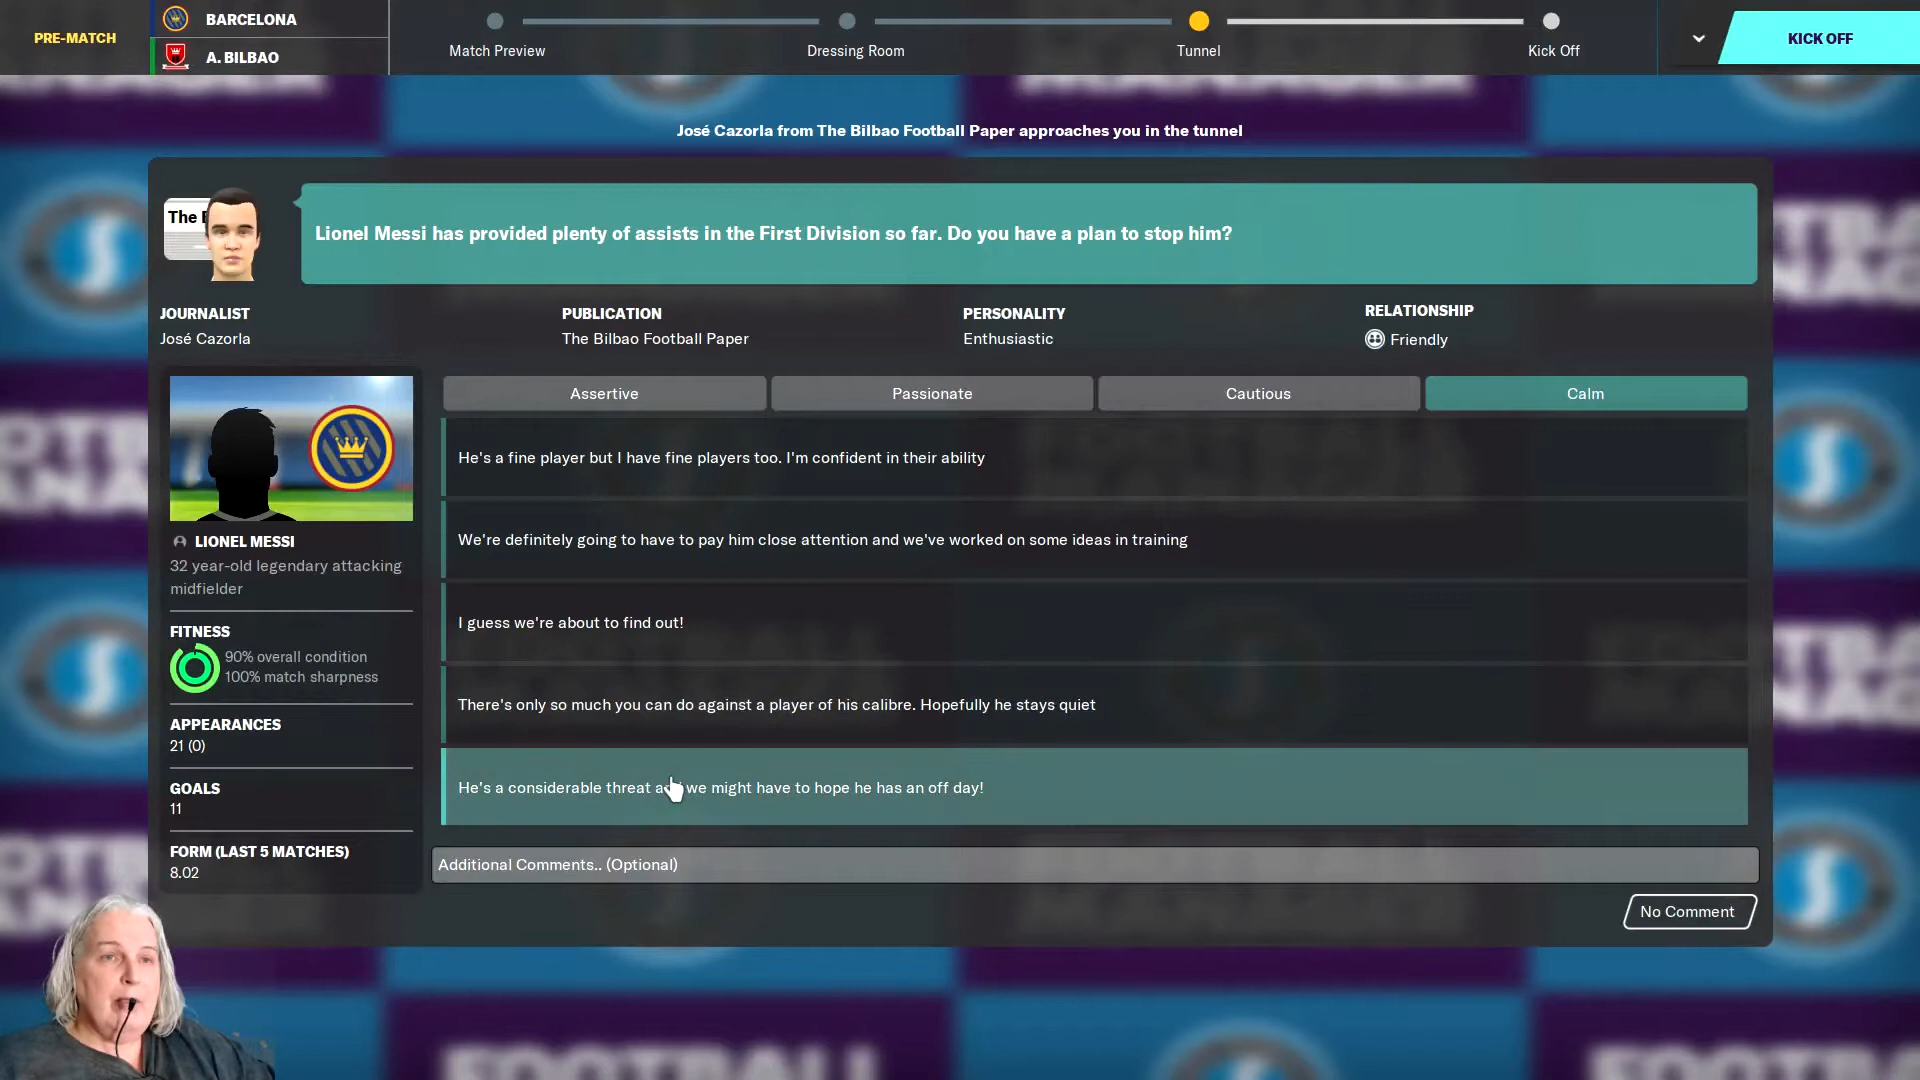 PRE-MATCH
BARCELONA
A. BILBAO
Match Preview
Dressing Room
Tunnel
Kick Off
KICK OFF
José Cazorla from The Bilbao Football Paper approaches you in the tunnel
The
Lionel Messi has provided plenty of assists in the First Division so far. Do you have a plan to stop him?
JOURNALIST
José Cazorla
PUBLICATION
The Bilbao Football Paper
PERSONALITY
Enthusiastic
RELATIONSHIP
Friendly
Assertive
Passionate
Cautious
Calm
He's a fine player but I have fine players too. I'm confident in their ability
We're definitely going to have to pay him close attention and we've worked on some ideas in training
I guess we're about to find out!
There's only so much you can do against a player of his calibre. Hopefully he stays quiet
He's a considerable threat we might have to hope he has an off day!
LIONEL MESSI
32 year-old legendary attacking
midfielder
FITNESS
90% overall condition
100% match sharpness
APPEARANCES
21 (0)
GOALS
11
FORM (LAST 5 MATCHES)
8.02
Additional Comments.. (Optional)
No Comment